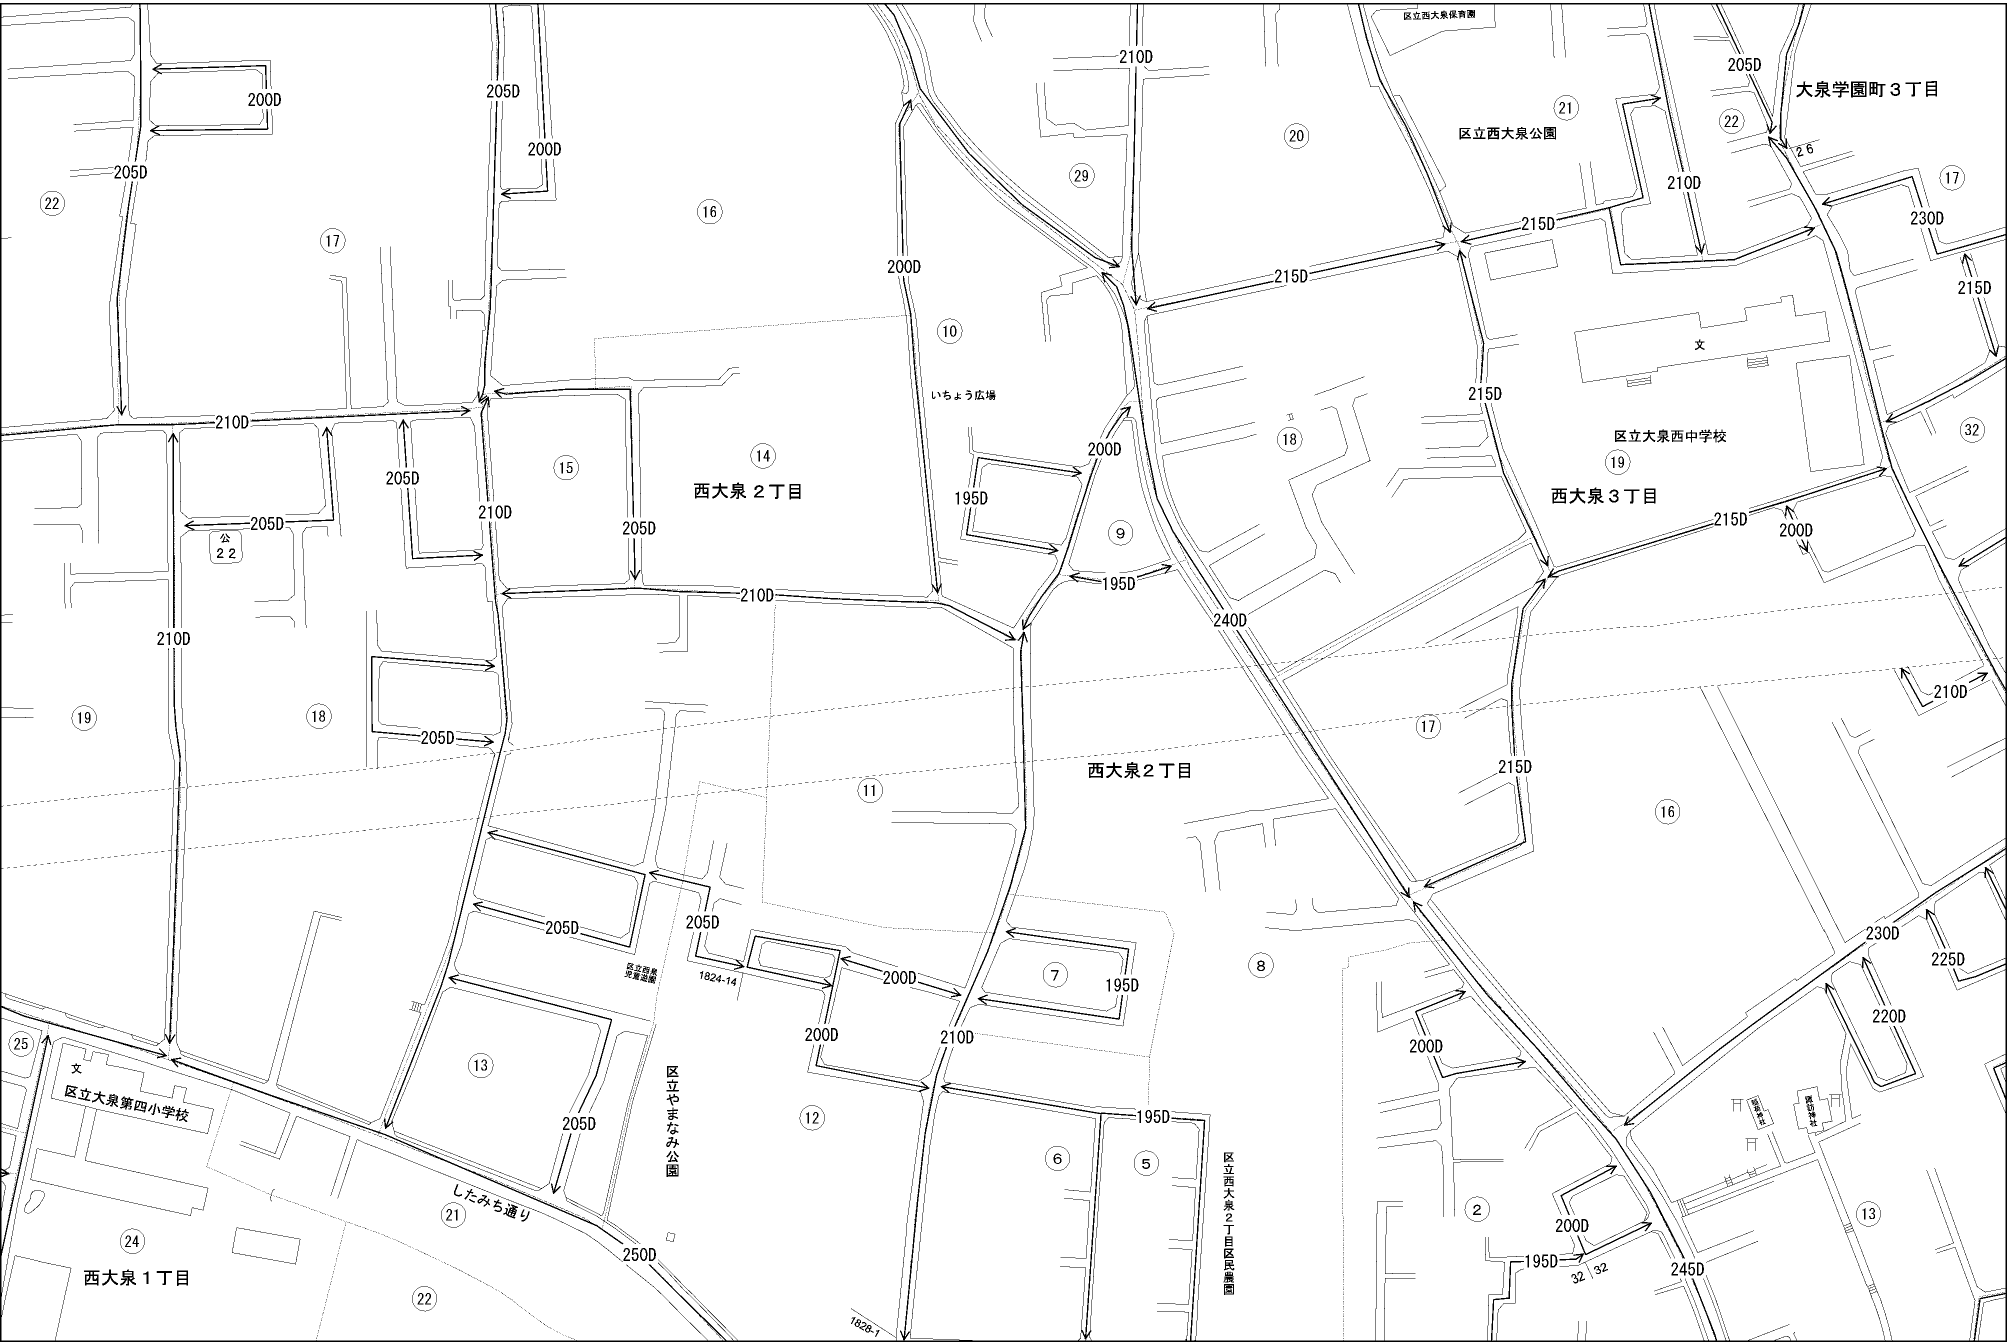 区立西大泉保育園
210D
205D
205D
大泉学園町3丁目
200D
21
20
区立西大泉公園
22
26
200D
205D
29
210D
17
22
16
17
215D
230D
200D
215D
215D
10
文
215D
いちょう広場
210D
18
区立大泉西中学校
32
200D
15
14
19
205D
195D
西大泉2丁目
西大泉3丁目
210D
205D
205D
公
22
9
215D
200D
195D
210D
240D
210D
210D
19
18
17
205D
西大泉2丁目
215D
11
16
205D
205D
230D
区立西泉
児童遊園
1824-14
200D
7
8
225D
195D
25
200D
210D
220D
200D
文
13
区立大泉第四小学校
区立やまなみ公園
12
195D
諏訪神社
205D
6
5
区立西大泉2丁目区民農園
したみち通り
21
2
13
200D
24
250D
195D
32
32
245D
西大泉1丁目
22
1828-1